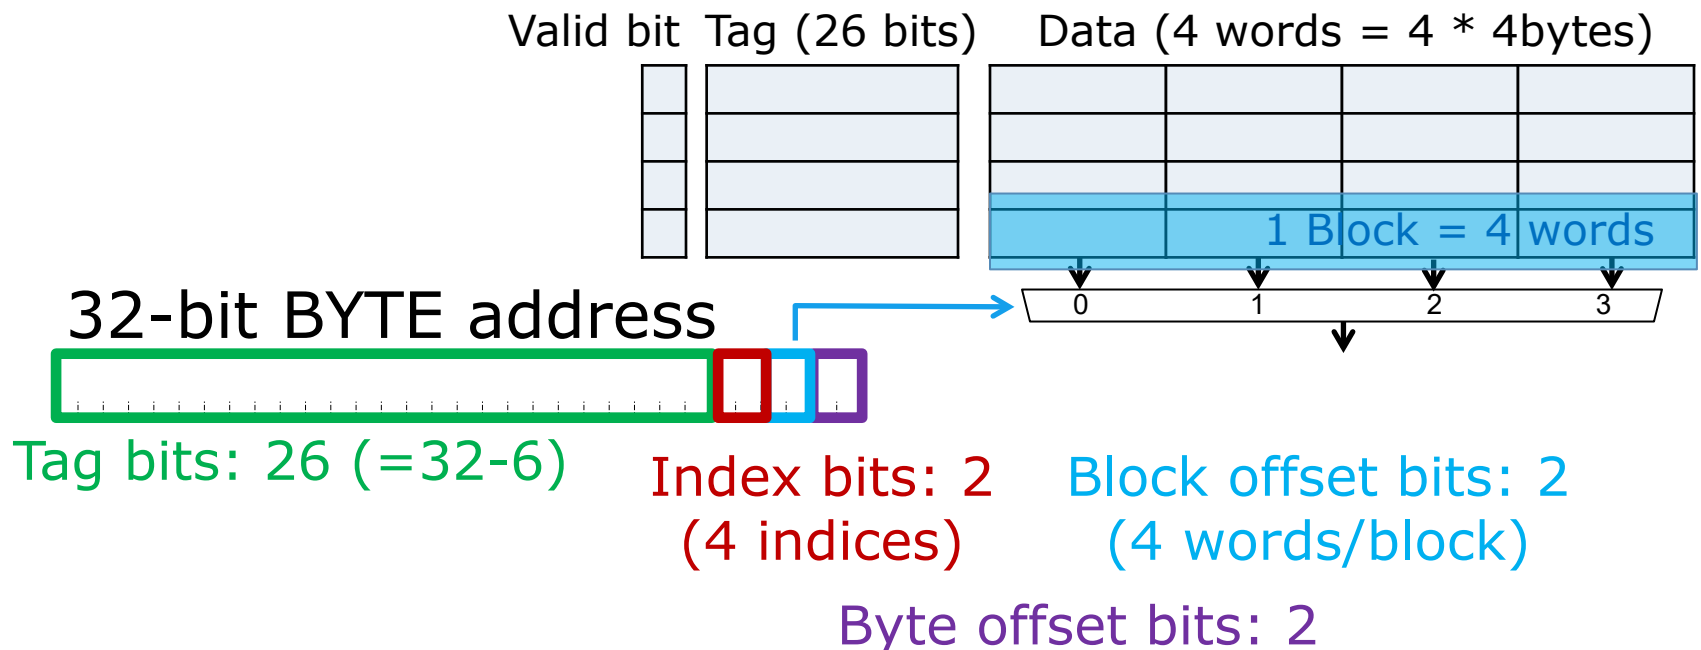 Valid bit Tag (26 bits) Data (4 words = 4 * 4bytes)
1 Block = 4 words
0 1 2 3
32-bit BYTE address
Tag bits: 26 (=32-6)
Index bits: 2
(4 indices)
Block offset bits: 2
(4 words/block)
Byte offset bits: 2